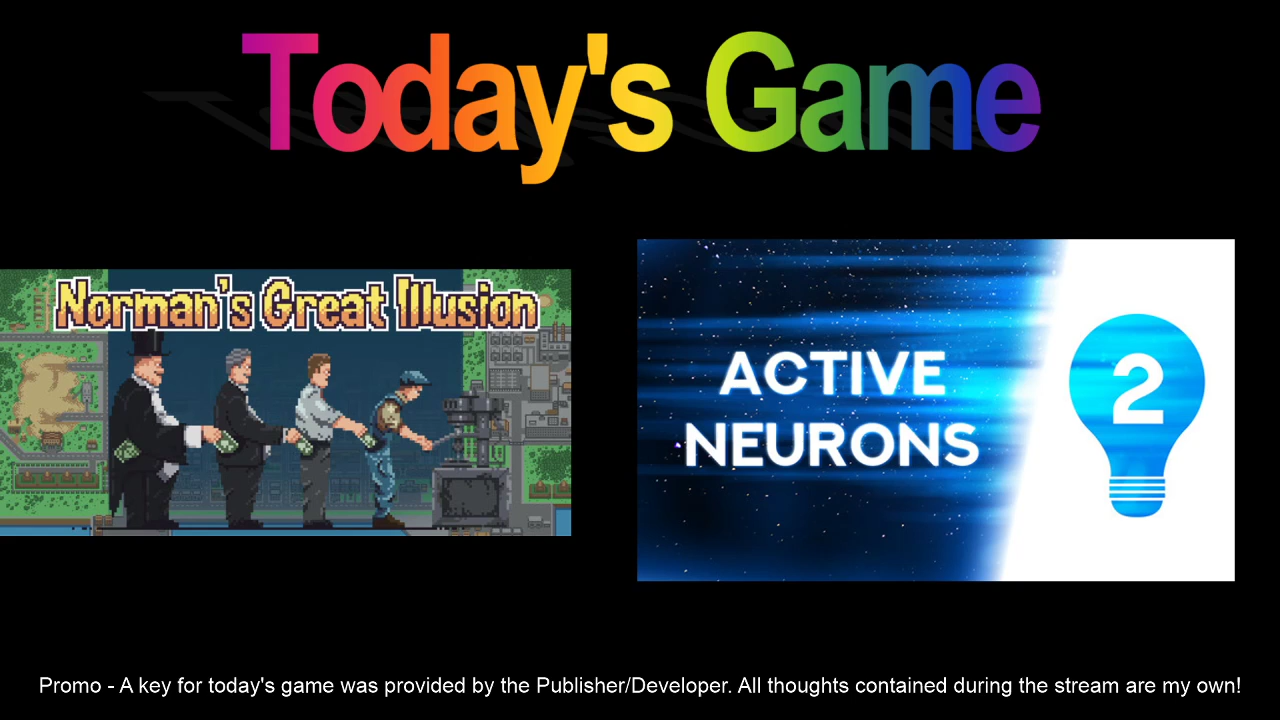 Today's Game
Norman's Great Illusion
ACTIVE
NEURONS
2
Promo - A key for today's game was provided by the Publisher/Developer. All thoughts contained during the stream are my own!